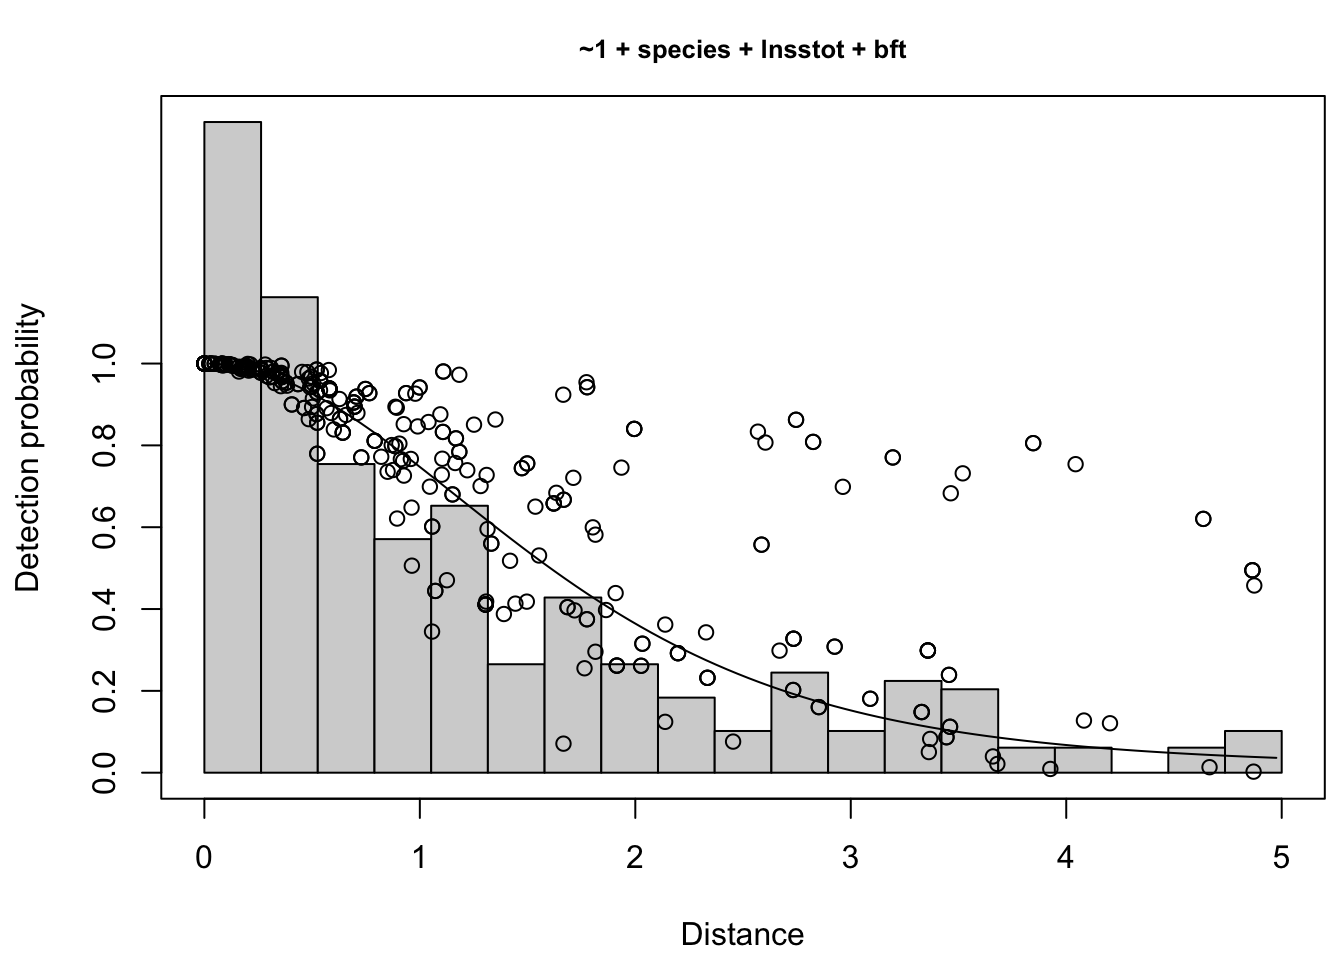 ~1 + species + lnsstot + bft
Detection probability
1.0
0.8
0.6
0.4
0.2
0.0
0 1 2 3 4 5
Distance